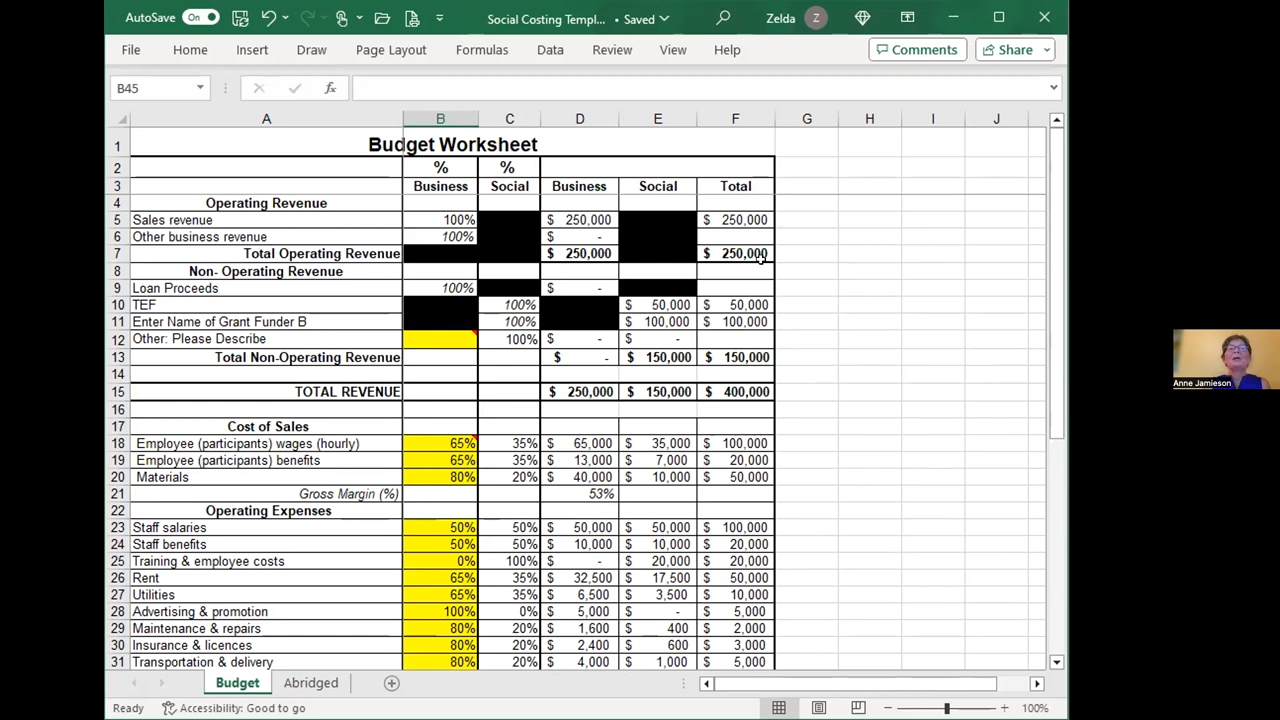 AutoSave On Social Costing Templ... • Saved Zelda Z
File Home Insert Draw Page Layout Formulas Data Review View Help Comments Share
B45 fx
A B C D E F G H I J
1 Budget Worksheet
2 % %
3 Business Social Business Social Total
4 Operating Revenue
5 Sales revenue 100% $ 250,000 $ 250,000
6 Other business revenue 100% $ -
7 Total Operating Revenue $ 250,000 $ 250,000
8 Non- Operating Revenue
9 Loan Proceeds 100% $ -
10 TEF 100% $ 50,000 $ 50,000
11 Enter Name of Grant Funder B 100% $ 100,000 $ 100,000
12 Other: Please Describe 100% $ - $ -
13 Total Non-Operating Revenue $ - $ 150,000 $ 150,000
14
15 TOTAL REVENUE $ 250,000 $ 150,000 $ 400,000
16
17 Cost of Sales
18 Employee (participants) wages (hourly) 65% 35% $ 65,000 $ 35,000 $ 100,000
19 Employee (participants) benefits 65% 35% $ 13,000 $ 7,000 $ 20,000
20 Materials 80% 20% $ 40,000 $ 10,000 $ 50,000
21 Gross Margin (%) 53%
22 Operating Expenses
23 Staff salaries 50% 50% $ 50,000 $ 50,000 $ 100,000
24 Staff benefits 50% 50% $ 10,000 $ 10,000 $ 20,000
25 Training & employee costs 0% 100% $ - $ 20,000 $ 20,000
26 Rent 65% 35% $ 32,500 $ 17,500 $ 50,000
27 Utilities 65% 35% $ 6,500 $ 3,500 $ 10,000
28 Advertising & promotion 100% 0% $ 5,000 $ - $ 5,000
29 Maintenance & repairs 80% 20% $ 1,600 $ 400 $ 2,000
30 Insurance & licences 80% 20% $ 2,400 $ 600 $ 3,000
31 Transportation & delivery 80% 20% $ 4,000 $ 1,000 $ 5,000
Budget Abridged
Ready Accessibility: Good to go 100%
Anne Jamieson